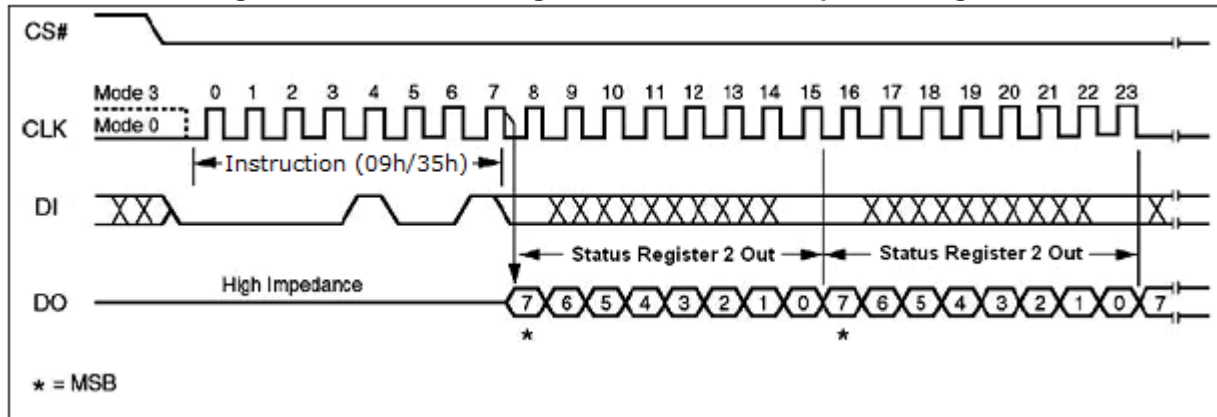 CS#
Mode 3 0 1 2 3 4 5 6 7 8 9 10 11 12 13 14 15 16 17 18 19 20 21 22 23
CLK Mode 0
Instruction (09h/35h)
DI
Status Register 2 Out Status Register 2 Out
High Impedance
DO 7 6 5 4 3 2 1 0 7 6 5 4 3 2 1 0 7
* *
* = MSB